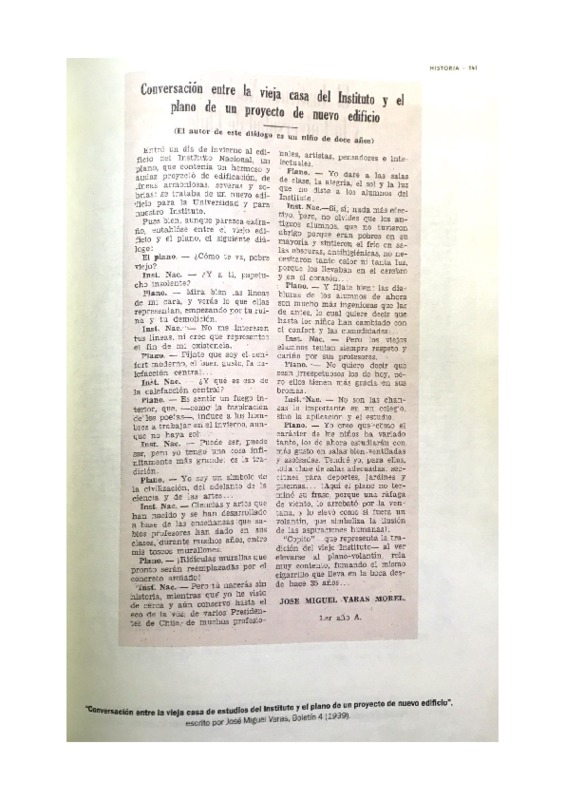 HISTORIA — 141
Conversación entre la vieja casa del Instituto y el
plano de un proyecto de nuevo edificio
(El autor de este diálogo es un niño de doce años)
Entró un día de invierno al edi-
ficio del Instituto Nacional, un
plano, que contenía un hermoso y
audaz proyecto de edificación, de
líneas armoniosas, severas y so-
brias: se trataba de un nuevo edi-
ficio para la Universidad y para
nuestro Instituto.
Pues bien, aunque parezca extra-
ño, entablóse entre el viejo edi-
ficio y el plano, el siguiente diá-
logo:
El plano. — ¿Cómo te va, pobre
viejo?
Inst. Nac. — ¿Y a ti, papelu-
cho insolente?
Plano. — Mira bien las líneas
de mi cara, y verás lo que ellas
representan, empezando por tu rui-
na y tu demolición.
Inst. Nac. — No me interesan
tus líneas, ni creo que representes
el fin de mi existencia.
Plano. — Fíjate que soy el con-
fort moderno, el buen gusto, la ca-
lefacción central...
Inst. Nac. — ¿Y qué es eso de
la calefacción central?
Plano. — Es sentir un fuego in-
terior, que, —como la inspiración
de los poetas—, induce a los hom-
bres a trabajar en el invierno, aun-
que no haya sol.
Inst. Nac. — Puede ser, puede
ser, pero yo tengo una cosa infi-
nitamente más grande: es la tra-
dición.
Plano. — Yo soy un símbolo de
la civilización, del adelanto de la
ciencia y de las artes...
Inst. Nac. — Ciencias y artes que
han nacido y se han desarrollado
a base de las enseñanzas que sa-
bios profesores han dado en sus
clases, durante muchos años, entre
mis toscos murallones.
Plano. — ¡Ridículas murallas que
pronto serán reemplazadas por el
concreto armado!
Inst. Nac. — Pero tú nacerás sin
historia, mientras que yo he visto
de cerca y aún conservo hasta el
eco de la voz de varios Presiden-
tes de Chile, de muchos profesio-
nales, artistas, pensadores e inte-
lectuales.
Plano. — Yo daré a las salas
de clase, la alegría, el sol y la luz
que no diste a los alumnos del
Instituto.
Inst. Nac.—Sí, sí; nada más efec-
tivo, pero, no olvides que los an-
tiguos alumnos, que no tuvieron
abrigo porque eran pobres en su
mayoría y sintieron el frío en sa-
las obscuras, antihigiénicas, no ne-
cesitaron tanto calor ni tanta luz,
porque los llevaban en el cerebro
y en el corazón...
Plano. — Y fíjate bien: las dia-
bluras de los alumnos de ahora
son mucho más ingeniosas que las
de antes, lo cual quiere decir que
hasta los niños han cambiado con
el confort y las comodidades...
Inst. Nac. — Pero los viejos
alumnos tenían siempre respeto y
cariño por sus profesores.
Plano. — No quiere decir que
sean irrespetuosos los de hoy, pe-
ro ellos tienen más gracia en sus
bromas.
Inst. Nac. — No son las chan-
zas lo importante en un colegio,
sino la aplicación y el estudio.
Plano. — Yo creo que como el
carácter de los niños ha variado
tanto, los de ahora estudiarán con
más gusto en salas bien ventiladas
y asoleadas. Tendré yo, para ellos,
toda clase de salas adecuadas, sec-
ciones para deportes, jardines y
piscinas... (Aquí el plano no ter-
minó su frase, porque una ráfaga
de viento, lo arrebató por la ven-
tana, y lo elevó como si fuera un
volantín, que simboliza la ilusión
de las aspiraciones humanas).
"Copito" que representa la tra-
dición del viejo Instituto— al ver
elevarse al plano-volantín, reía
muy contento, fumando el mismo
cigarrillo que lleva en la boca des-
de hace 35 años...
JOSE MIGUEL VARAS MOREL.
1er año A.
"Conversación entre la vieja casa de estudios del Instituto y el plano de un proyecto de nuevo edificio",
escrito por José Miguel Varas, Boletín 4 (1939).